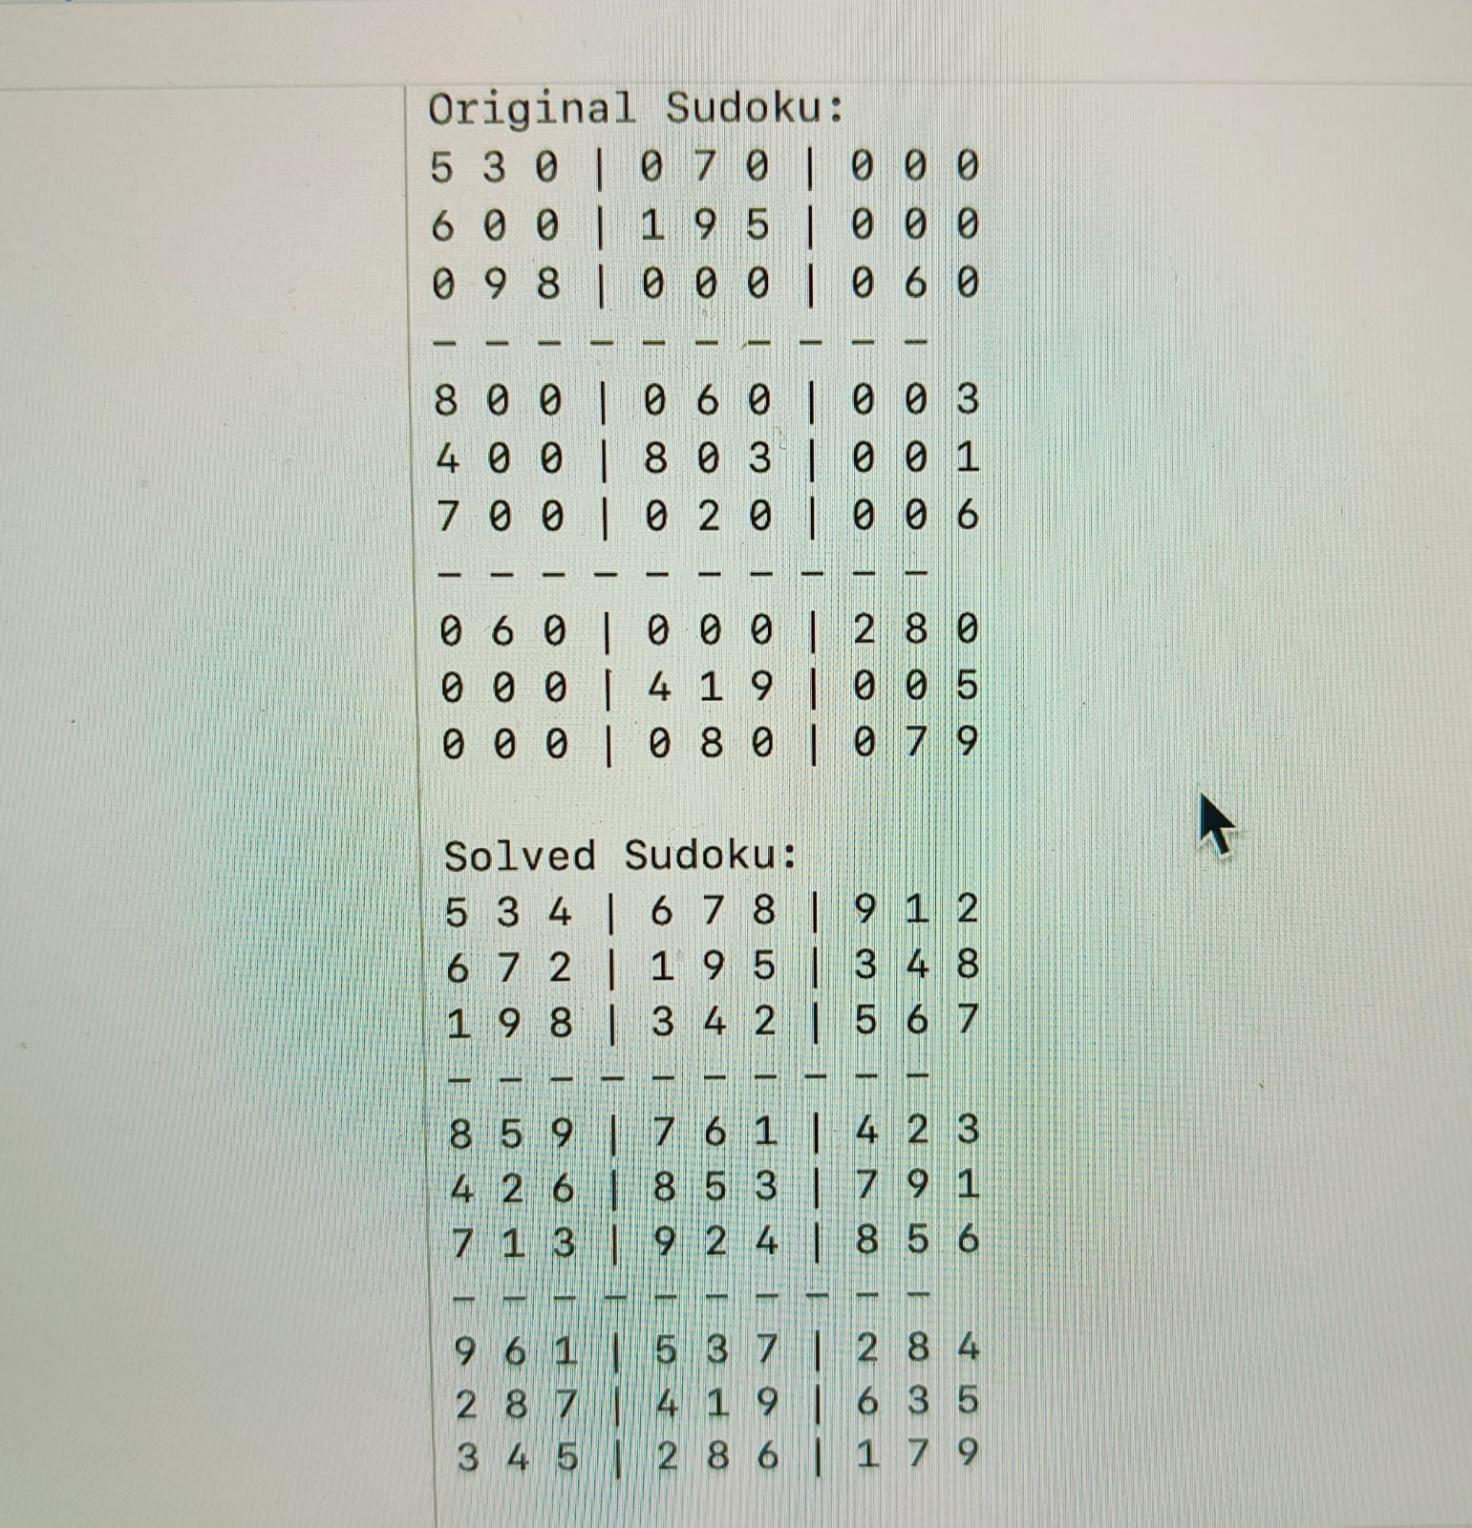 Original Sudoku:
5 3 0 | 0 7 0 | 0 0 0
6 0 0 | 1 9 5 | 0 0 0
0 9 8 | 0 0 0 | 0 6 0
- - - - - - - - - -
8 0 0 | 0 6 0 | 0 0 3
4 0 0 | 8 0 3 | 0 0 1
7 0 0 | 0 2 0 | 0 0 6
- - - - - - - - - -
0 6 0 | 0 0 0 | 2 8 0
0 0 0 | 4 1 9 | 0 0 5
0 0 0 | 0 8 0 | 0 7 9
Solved Sudoku:
5 3 4 | 6 7 8 | 9 1 2
6 7 2 | 1 9 5 | 3 4 8
1 9 8 | 3 4 2 | 5 6 7
- - - - - - - - - -
8 5 9 | 7 6 1 | 4 2 3
4 2 6 | 8 5 3 | 7 9 1
7 1 3 | 9 2 4 | 8 5 6
- - - - - - - - - -
9 6 1 | 5 3 7 | 2 8 4
2 8 7 | 4 1 9 | 6 3 5
3 4 5 | 2 8 6 | 1 7 9